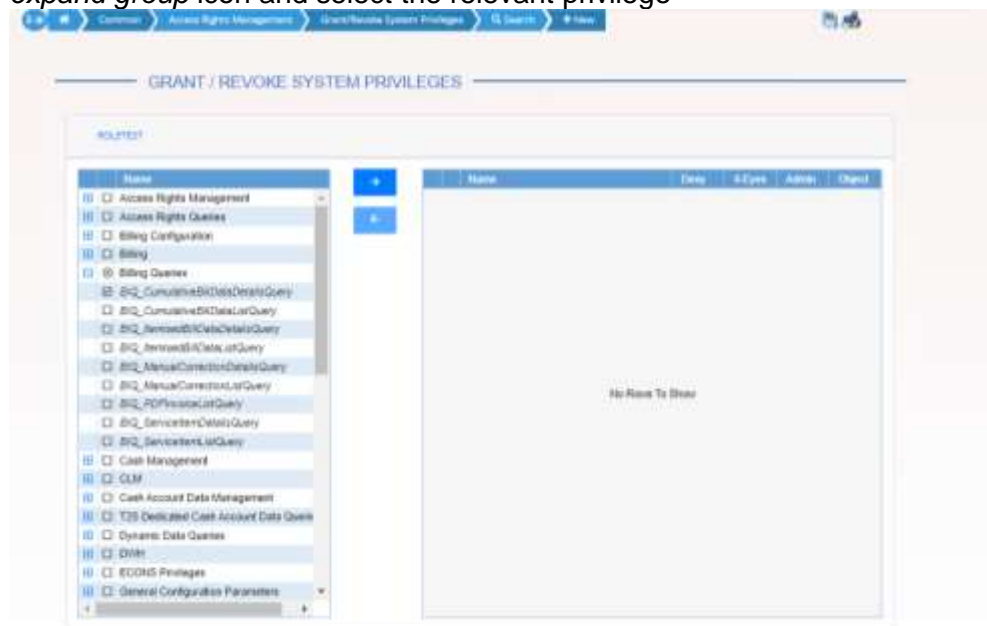 expand group icon and select the relevant privilege
Common Access Rights Management Grant/Revoke System Privileges Search New
GRANT / REVOKE SYSTEM PRIVILEGES
ROLETEST
Name
Access Rights Management
Access Rights Queries
Billing Configuration
Billing
Billing Queries
BIQ_CumulativeBillDataDetailsQuery
BIQ_CumulativeBillDataListQuery
BIQ_ItemisedBillDataDetailsQuery
BIQ_ItemisedBillDataListQuery
BIQ_ManualCorrectionDetailsQuery
BIQ_ManualCorrectionListQuery
BIQ_PDFInvoiceListQuery
BIQ_ServiceItemDetailsQuery
BIQ_ServiceItemListQuery
Cash Management
CLM
Cash Account Data Management
T2S Dedicated Cash Account Data Querie
Dynamic Data Queries
DWH
ECONS Privileges
General Configuration Parameters
Name Deny 4-Eyes Admin Object
No Rows To Show